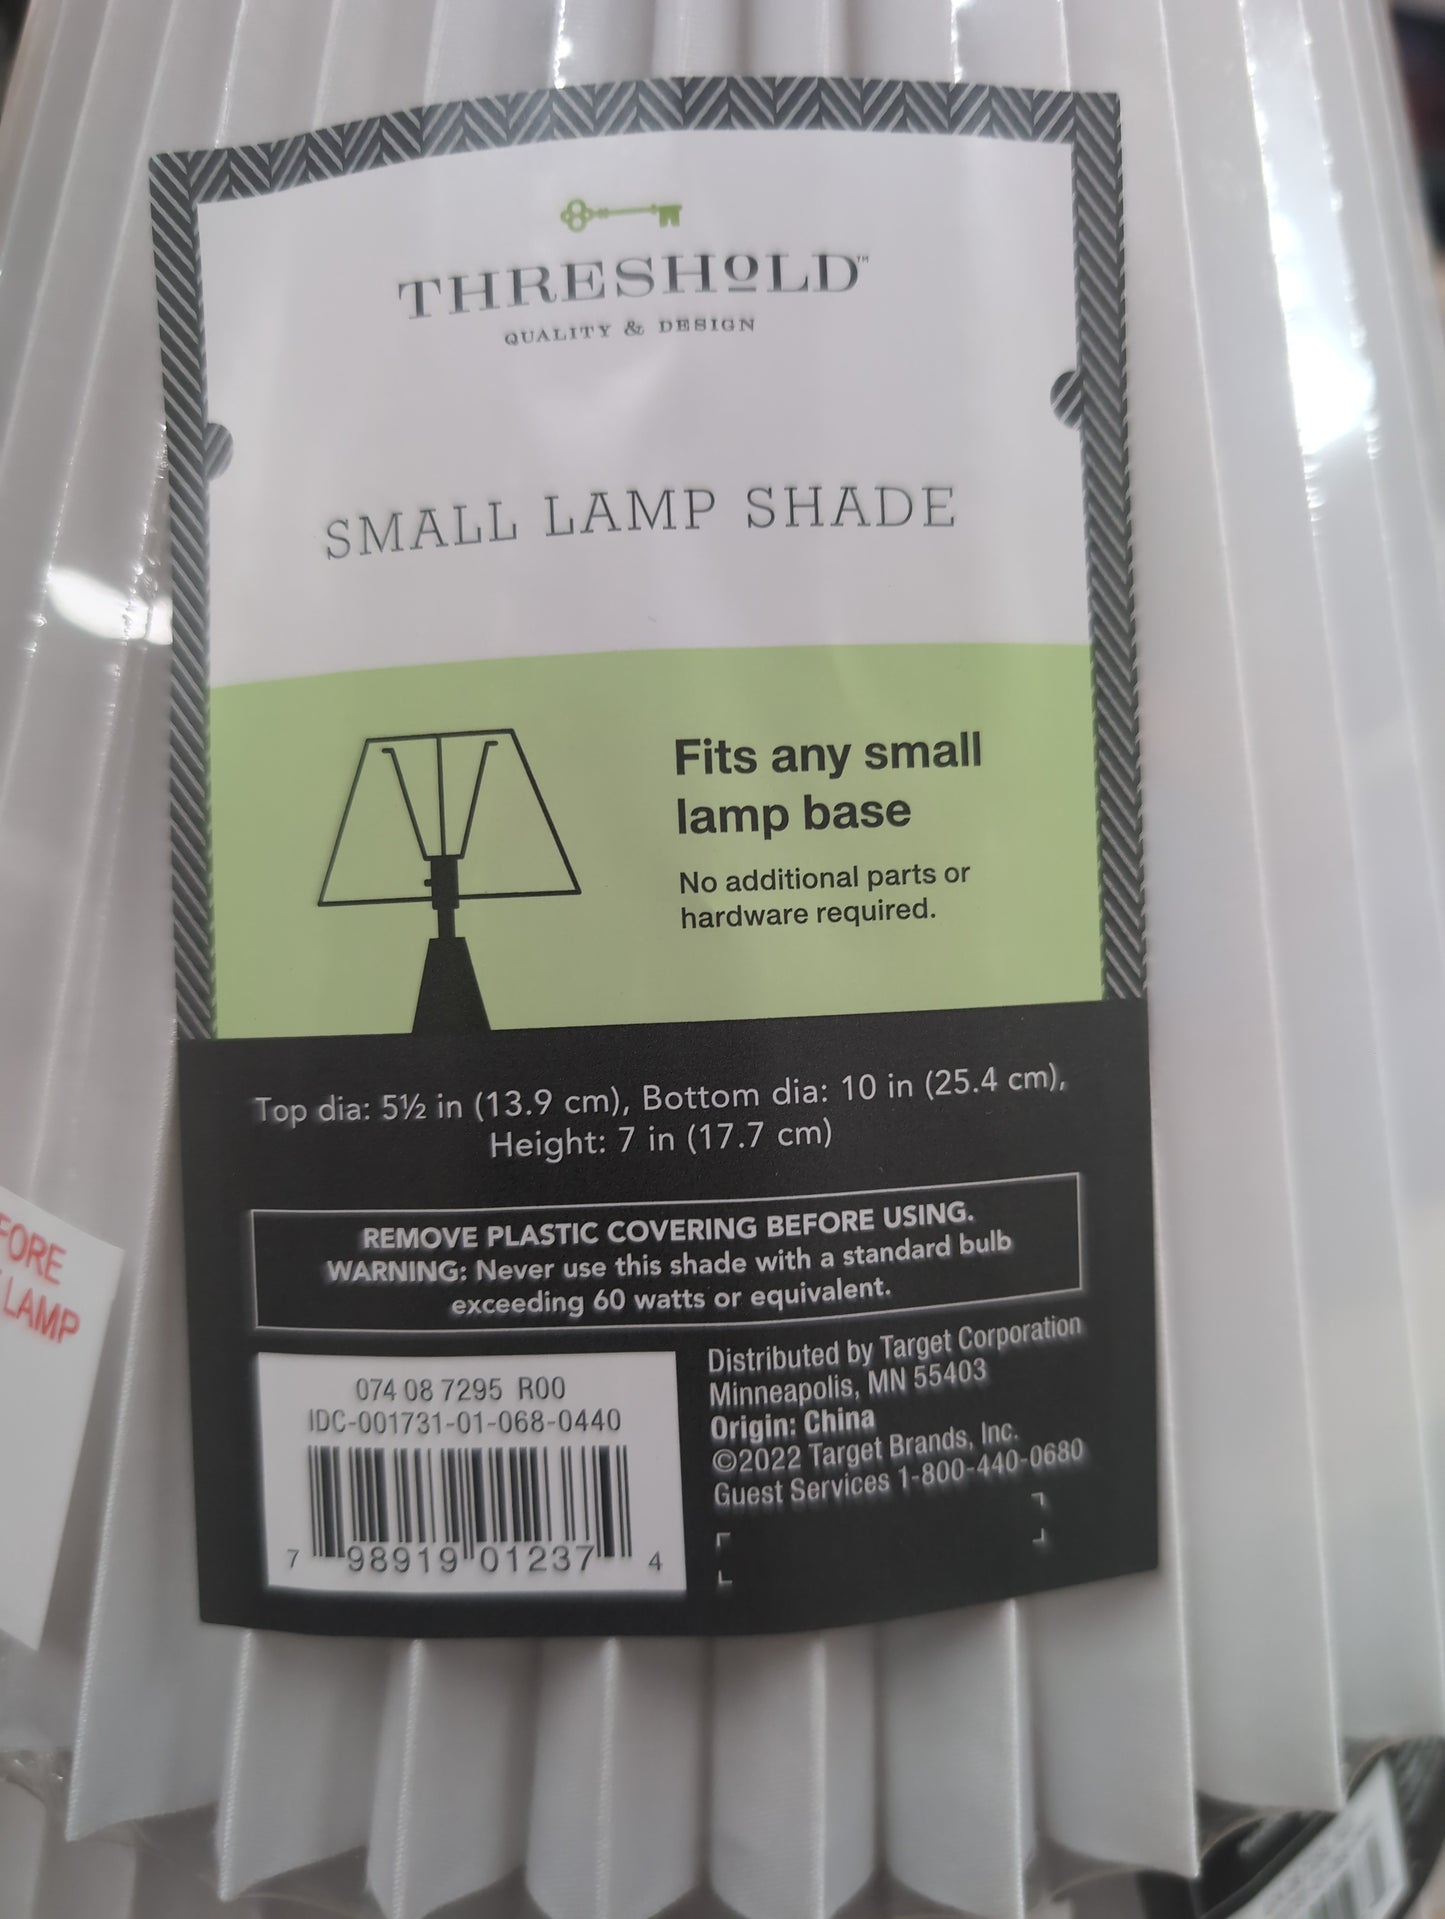 THRESHOLD™
QUALITY & DESIGN
SMALL LAMP SHADE
Fits any small
lamp base
No additional parts or
hardware required.
Top dia: 5½ in (13.9 cm), Bottom dia: 10 in (25.4 cm),
Height: 7 in (17.7 cm)
REMOVE PLASTIC COVERING BEFORE USING.
WARNING: Never use this shade with a standard bulb
exceeding 60 watts or equivalent.
074 08 7295 R00
IDC-001731-01-068-0440
7 98919 01237 4
Distributed by Target Corporation
Minneapolis, MN 55403
Origin: China
©2022 Target Brands, Inc.
Guest Services 1-800-440-0680
LAMP